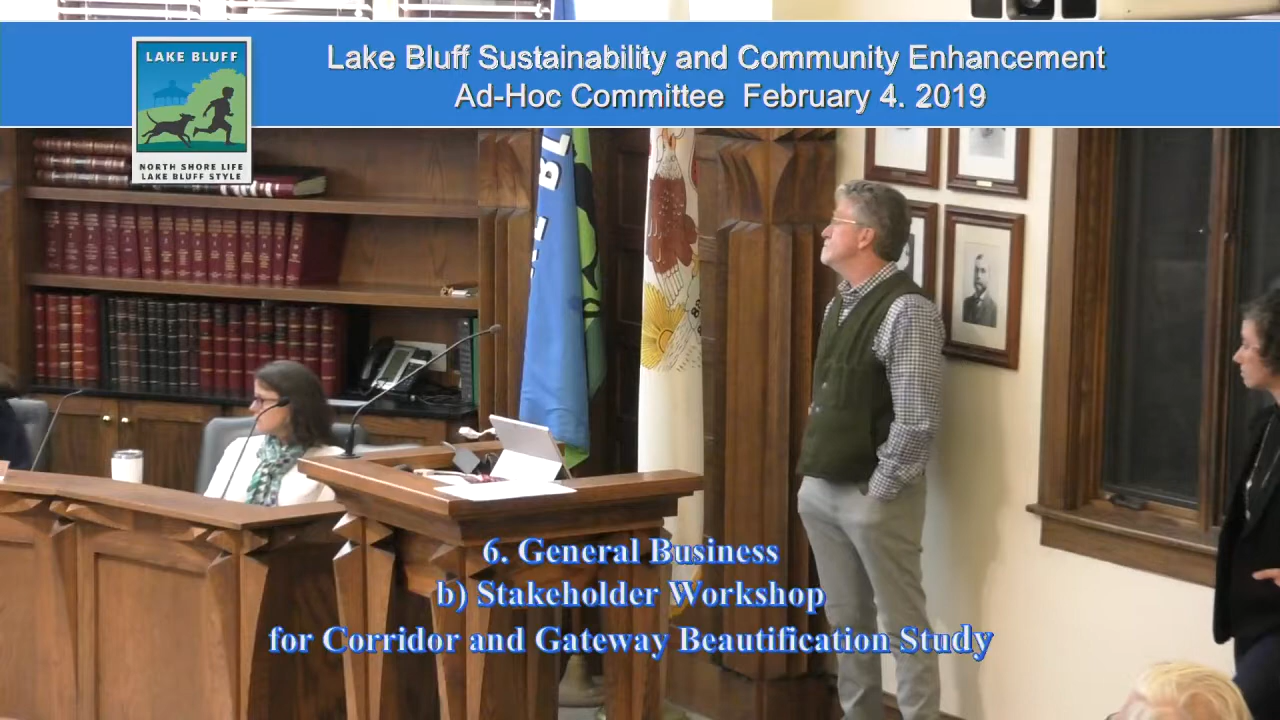 LAKE BLUFF
NORTH SHORE LIFE
LAKE BLUFF STYLE
Lake Bluff Sustainability and Community Enhancement
Ad-Hoc Committee February 4. 2019
6. General Business
b) Stakeholder Workshop
for Corridor and Gateway Beautification Study